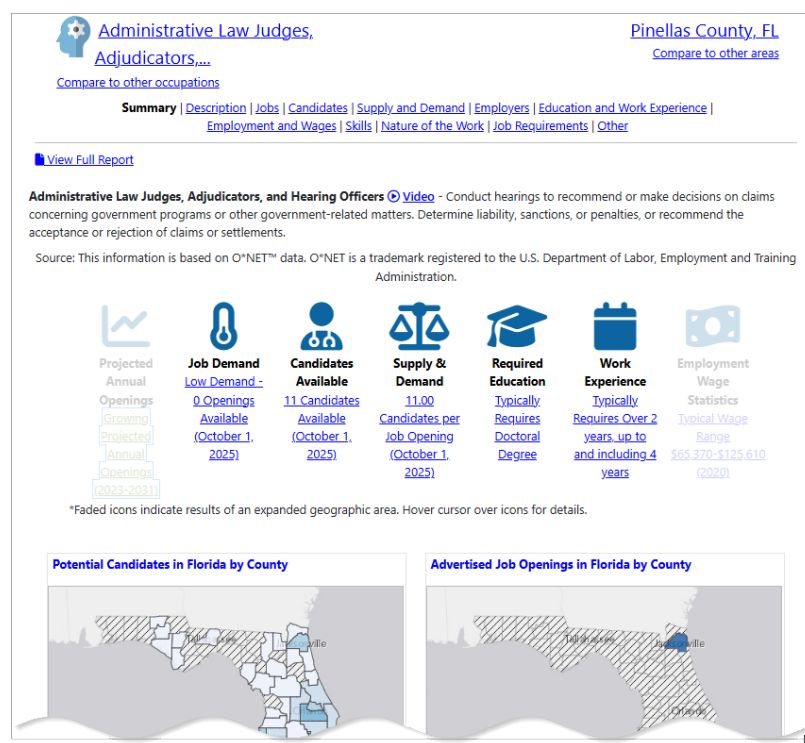 Administrative Law Judges,
Adjudicators,...
Compare to other occupations
Pinellas County, FL
Compare to other areas
Summary | Description | Jobs | Candidates | Supply and Demand | Employers | Education and Work Experience |
Employment and Wages | Skills | Nature of the Work | Job Requirements | Other
View Full Report
Administrative Law Judges, Adjudicators, and Hearing Officers Video - Conduct hearings to recommend or make decisions on claims
concerning government programs or other government-related matters. Determine liability, sanctions, or penalties, or recommend the
acceptance or rejection of claims or settlements.
Source: This information is based on O*NET™ data. O*NET is a trademark registered to the U.S. Department of Labor, Employment and Training
Administration.
Projected
Annual
Openings
Growing
Projected
Annual
Openings
(2023-2031)
Job Demand
Low Demand -
0 Openings
Available
(October 1,
2025)
Candidates
Available
11 Candidates
Available
(October 1,
2025)
Supply &
Demand
11.00
Candidates per
Job Opening
(October 1,
2025)
Required
Education
Typically
Requires
Doctoral
Degree
Work
Experience
Typically
Requires Over 2
years, up to
and including 4
years
Employment
Wage
Statistics
Typical Wage
Range
$65,370-$125,610
(2020)
*Faded icons indicate results of an expanded geographic area. Hover cursor over icons for details.
Potential Candidates in Florida by County
Tallahassee
Jacksonville
Orlando
Advertised Job Openings in Florida by County
Tallahassee
Jacksonville
Orlando